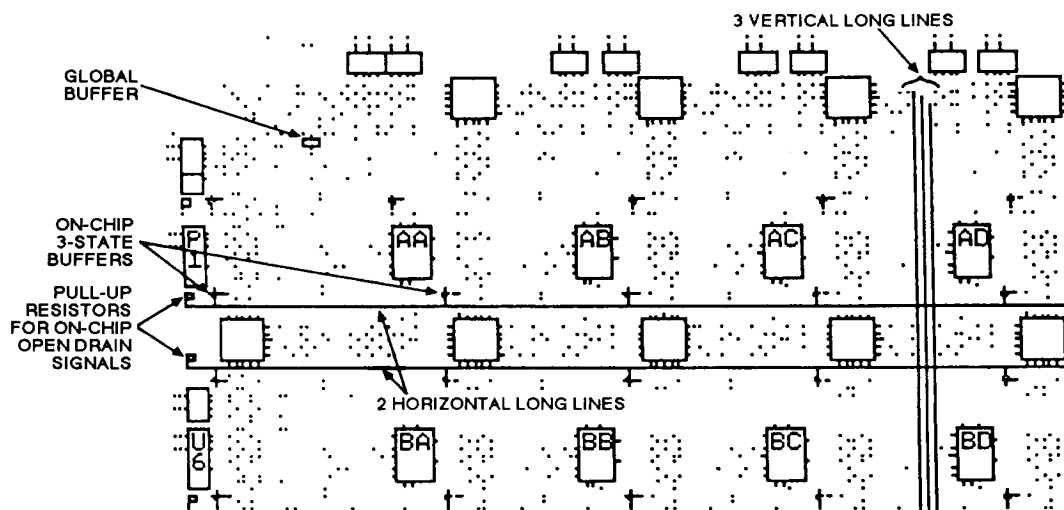 3 VERTICAL LONG LINES
GLOBAL
BUFFER
ON-CHIP
3-STATE
BUFFERS
P
1
AA
AB
AC
AD
PULL-UP
RESISTORS
FOR ON-CHIP
OPEN DRAIN
SIGNALS
2 HORIZONTAL LONG LINES
U
6
BA
BB
BC
BD